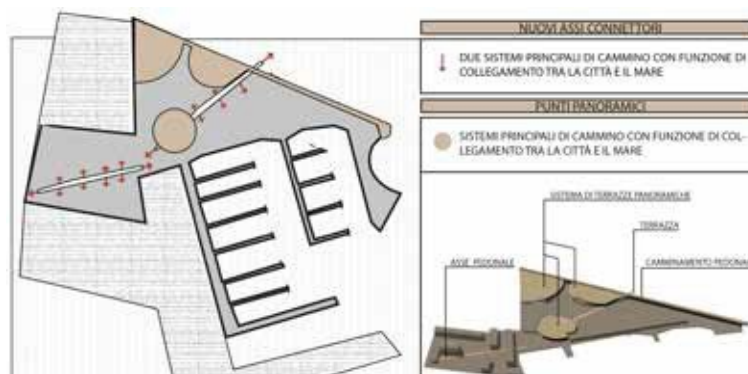 NUOVI ASSI CONNETTORI
DUE SISTEMI PRINCIPALI DI CAMMINO CON FUNZIONE DI
COLLEGAMENTO TRA LA CITTÀ E IL MARE
PUNTI PANORAMICI
SISTEMI PRINCIPALI DI CAMMINO CON FUNZIONE DI COL-
LEGAMENTO TRA LA CITTÀ E IL MARE
SISTEMA DI TERRAZZE PANORAMICHE
TERRAZZA
ASSE PEDONALE
CAMMINAMENTO PEDONA